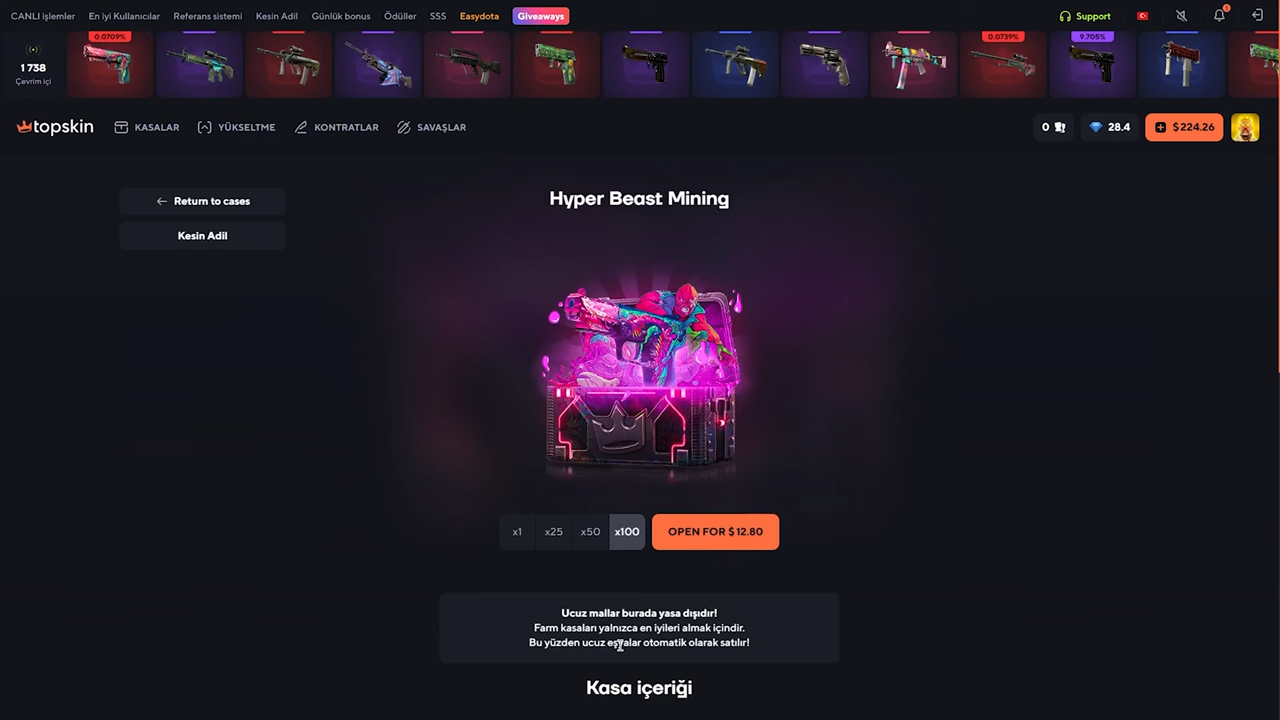 CANLI işlemler En iyi Kullanıcılar Referans sistemi Kesin Adil Günlük bonus Ödüller SSS Easydota Giveaways Support 1
0.0709% 0.0739% 9.705%
1 738
Çevrim içi
topskin KASALAR YÜKSELTME KONTRATLAR SAVAŞLAR 0 28.4 $ 224.26
Return to cases
Hyper Beast Mining
Kesin Adil
x1 x25 x50 x100 OPEN FOR $ 12.80
Ucuz mallar burada yasa dışıdır!
Farm kasaları yalnızca en iyileri almak içindir.
Bu yüzden ucuz eşyalar otomatik olarak satılır!
Kasa içeriği